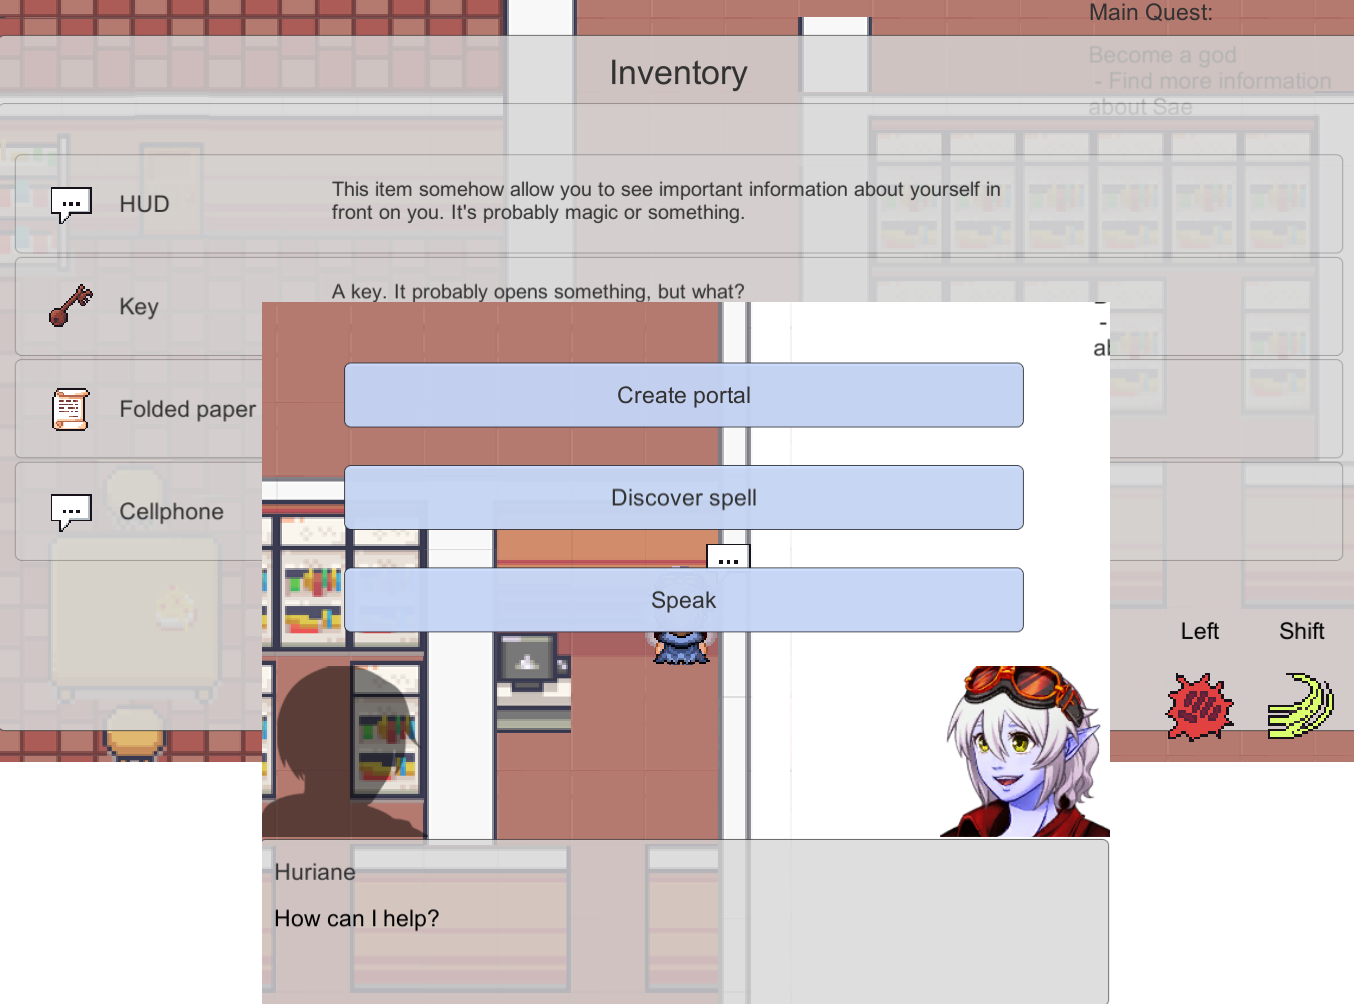 Main Quest:
Become a god
- Find more information
about Sae
Inventory
HUD
This item somehow allow you to see important information about yourself in
front on you. It's probably magic or something.
Key
A key. It probably opens something, but what?
Folded paper
Cellphone
-
Create portal
Discover spell
...
Speak
Left
Shift
Huriane
How can I help?